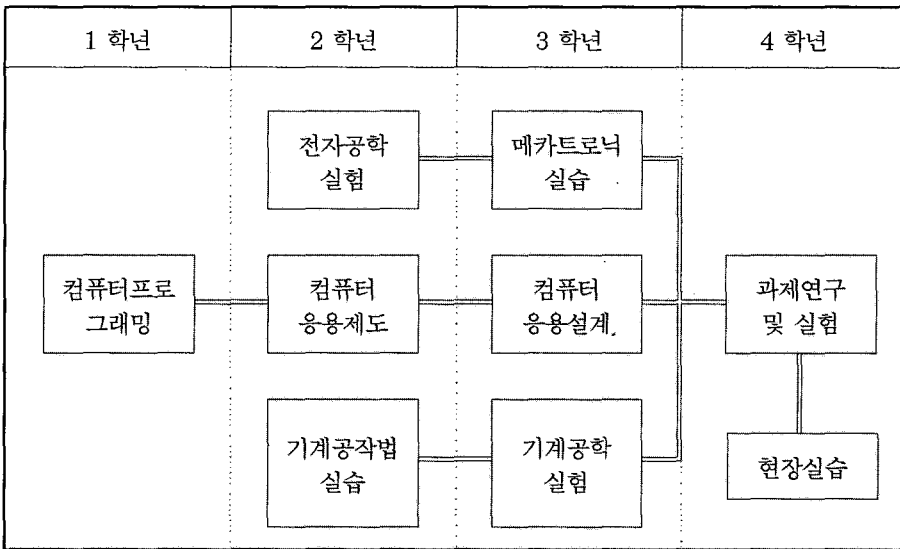 1 학년
2 학년
3 학년
4 학년
전자공학
실험
메카트로닉
실습
컴퓨터프로
그래밍
컴퓨터
응용제도
컴퓨터
응용설계
과제연구
및 실험
기계공작법
실습
기계공학
실험
현장실습